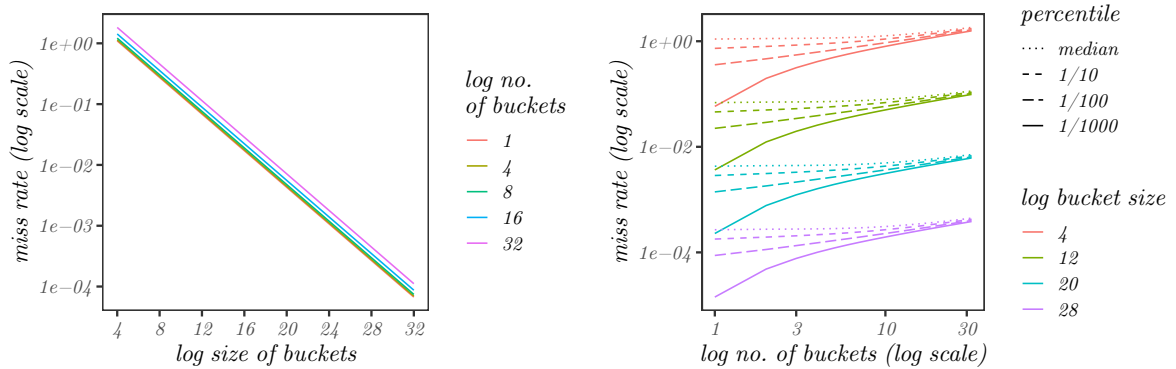 miss rate (log scale)
1e+00
1e-01
1e-02
1e-03
1e-04
4 8 12 16 20 24 28 32
log size of buckets
log no.
of buckets
1
4
8
16
32
miss rate (log scale)
1e+00
1e-02
1e-04
1 3 10 30
log no. of buckets (log scale)
percentile
median
1/10
1/100
1/1000
log bucket size
4
12
20
28